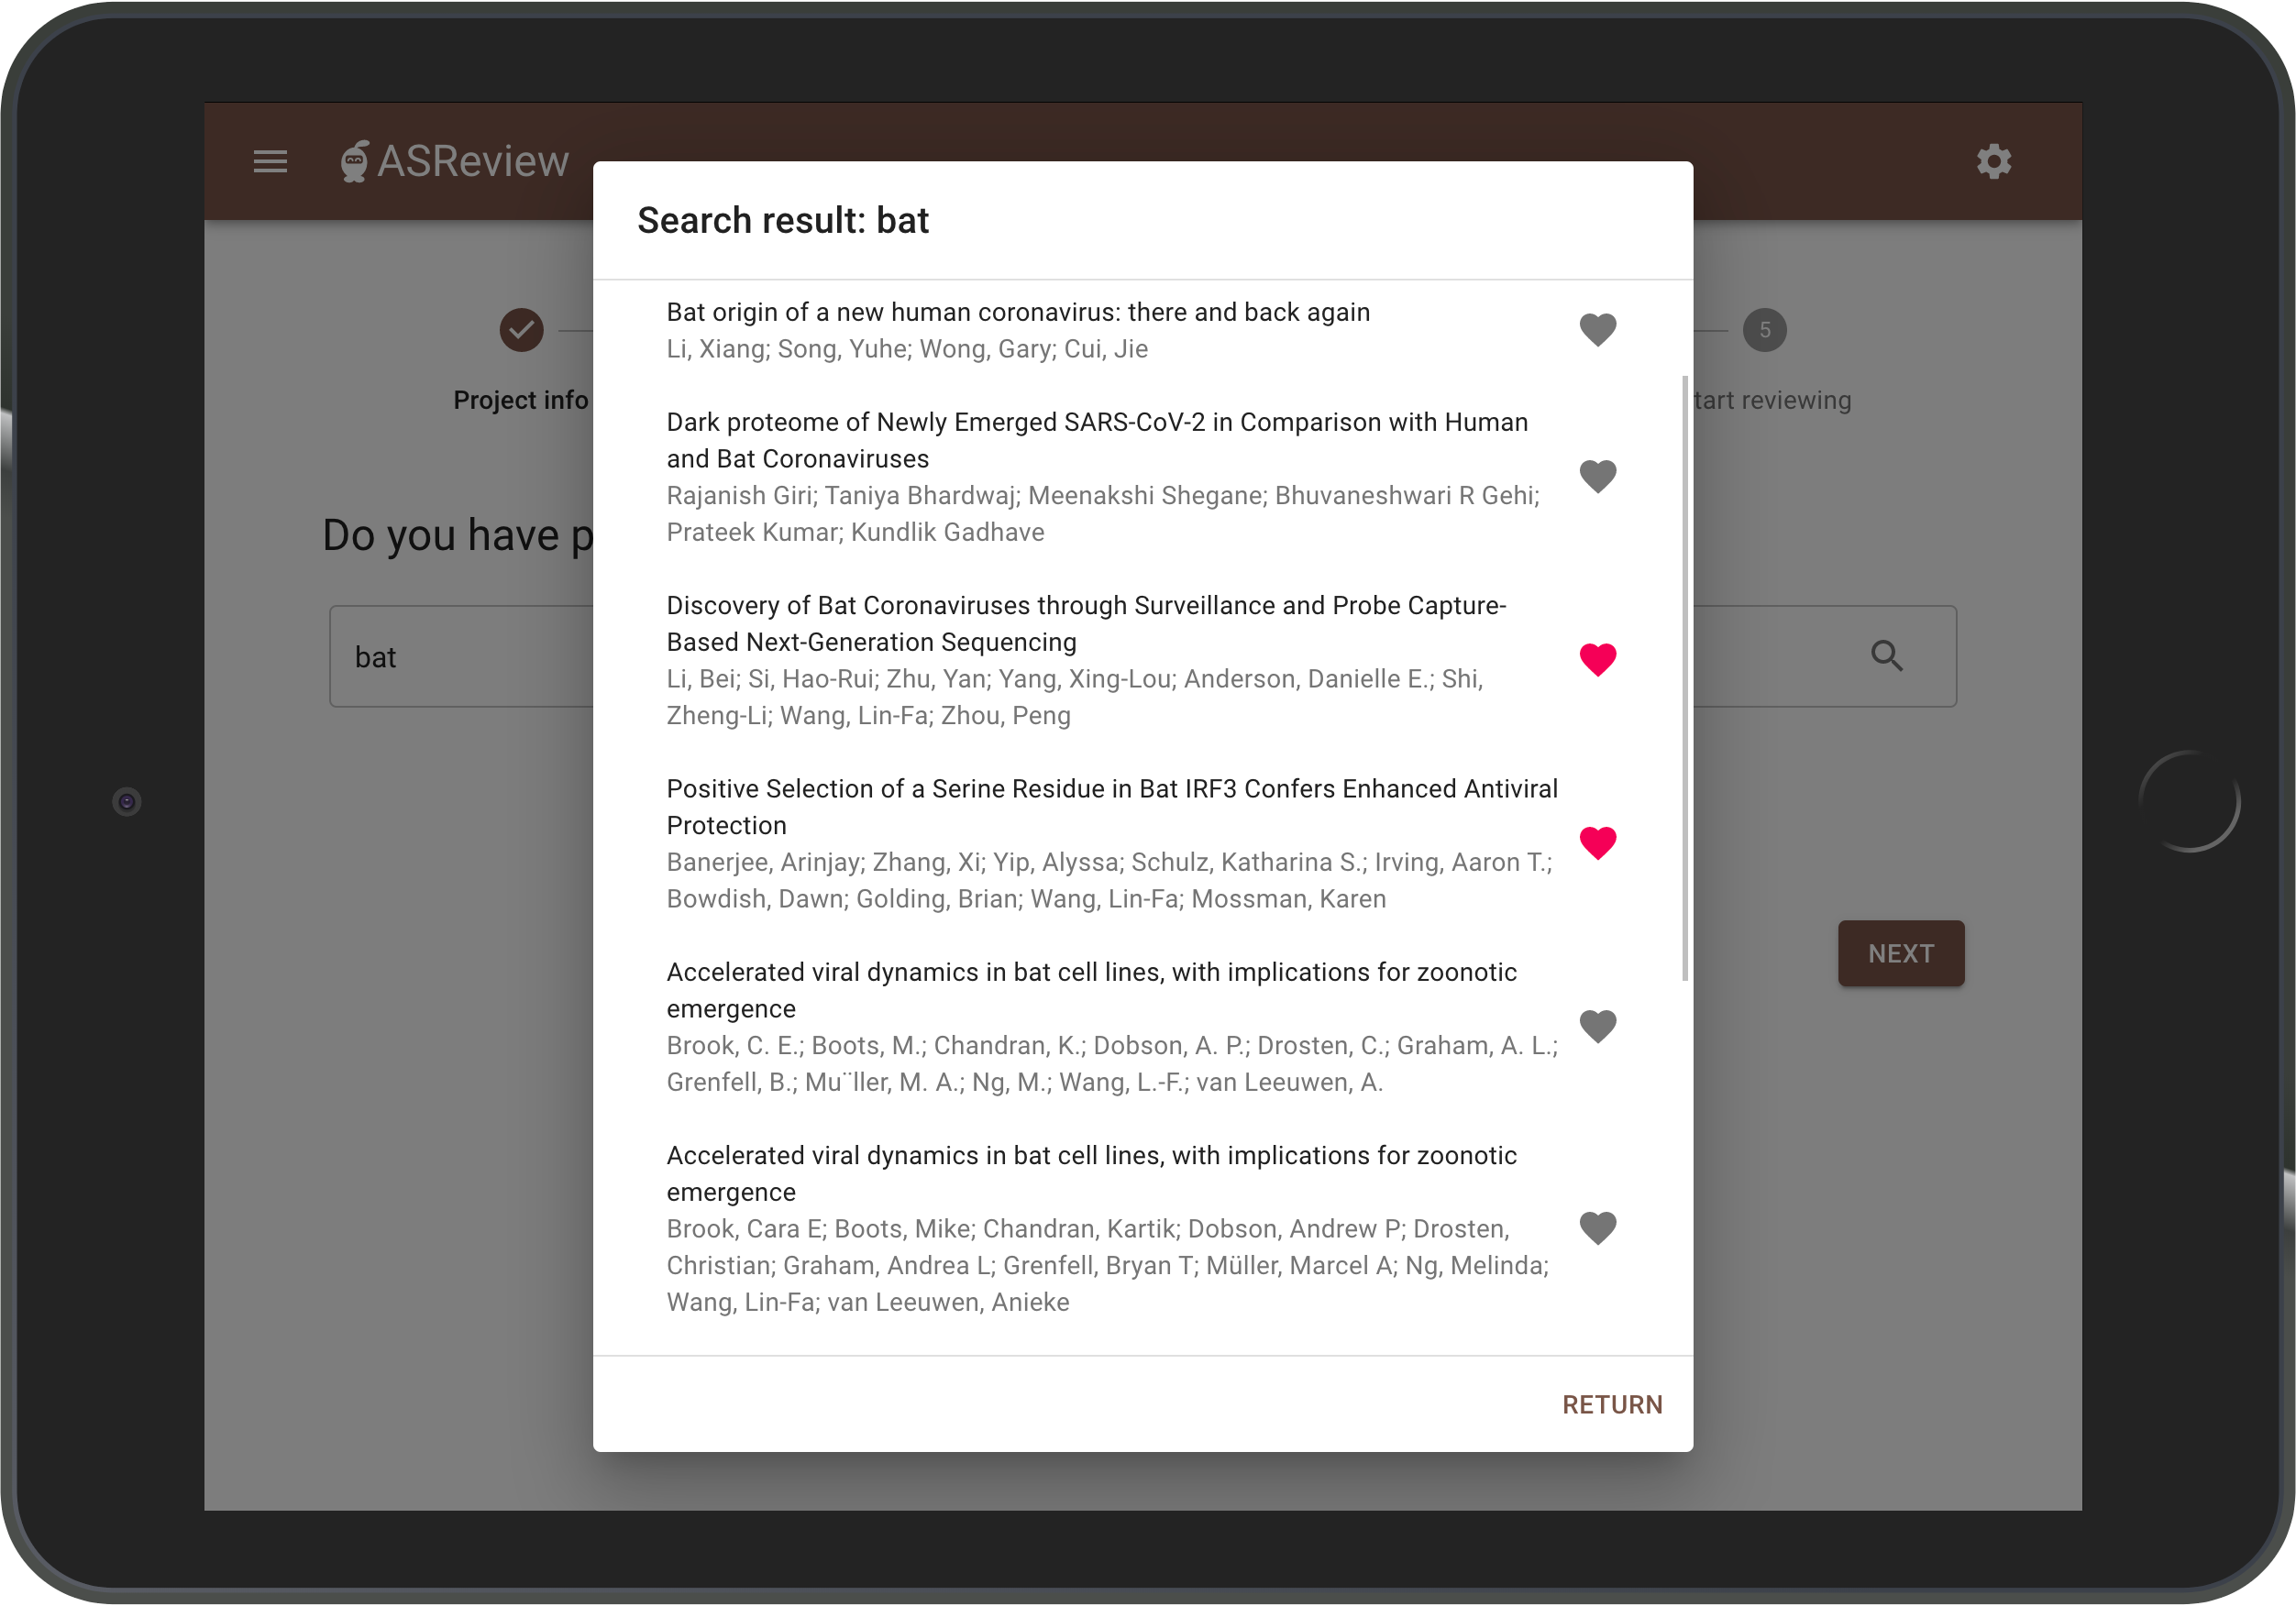 ASReview
Search result: bat
5
Project info
tart reviewing
Do you have p
bat
Bat origin of a new human coronavirus: there and back again
Li, Xiang; Song, Yuhe; Wong, Gary; Cui, Jie
Dark proteome of Newly Emerged SARS-CoV-2 in Comparison with Human
and Bat Coronaviruses
Rajanish Giri; Taniya Bhardwaj; Meenakshi Shegane; Bhuvaneshwari R Gehi;
Prateek Kumar; Kundlik Gadhave
Discovery of Bat Coronaviruses through Surveillance and Probe Capture-
Based Next-Generation Sequencing
Li, Bei; Si, Hao-Rui; Zhu, Yan; Yang, Xing-Lou; Anderson, Danielle E.; Shi,
Zheng-Li; Wang, Lin-Fa; Zhou, Peng
Positive Selection of a Serine Residue in Bat IRF3 Confers Enhanced Antiviral
Protection
Banerjee, Arinjay; Zhang, Xi; Yip, Alyssa; Schulz, Katharina S.; Irving, Aaron T.;
Bowdish, Dawn; Golding, Brian; Wang, Lin-Fa; Mossman, Karen
Accelerated viral dynamics in bat cell lines, with implications for zoonotic
emergence
Brook, C. E.; Boots, M.; Chandran, K.; Dobson, A. P.; Drosten, C.; Graham, A. L.;
Grenfell, B.; Mu¨ller, M. A.; Ng, M.; Wang, L.-F.; van Leeuwen, A.
Accelerated viral dynamics in bat cell lines, with implications for zoonotic
emergence
Brook, Cara E; Boots, Mike; Chandran, Kartik; Dobson, Andrew P; Drosten,
Christian; Graham, Andrea L; Grenfell, Bryan T; Müller, Marcel A; Ng, Melinda;
Wang, Lin-Fa; van Leeuwen, Anieke
NEXT
RETURN